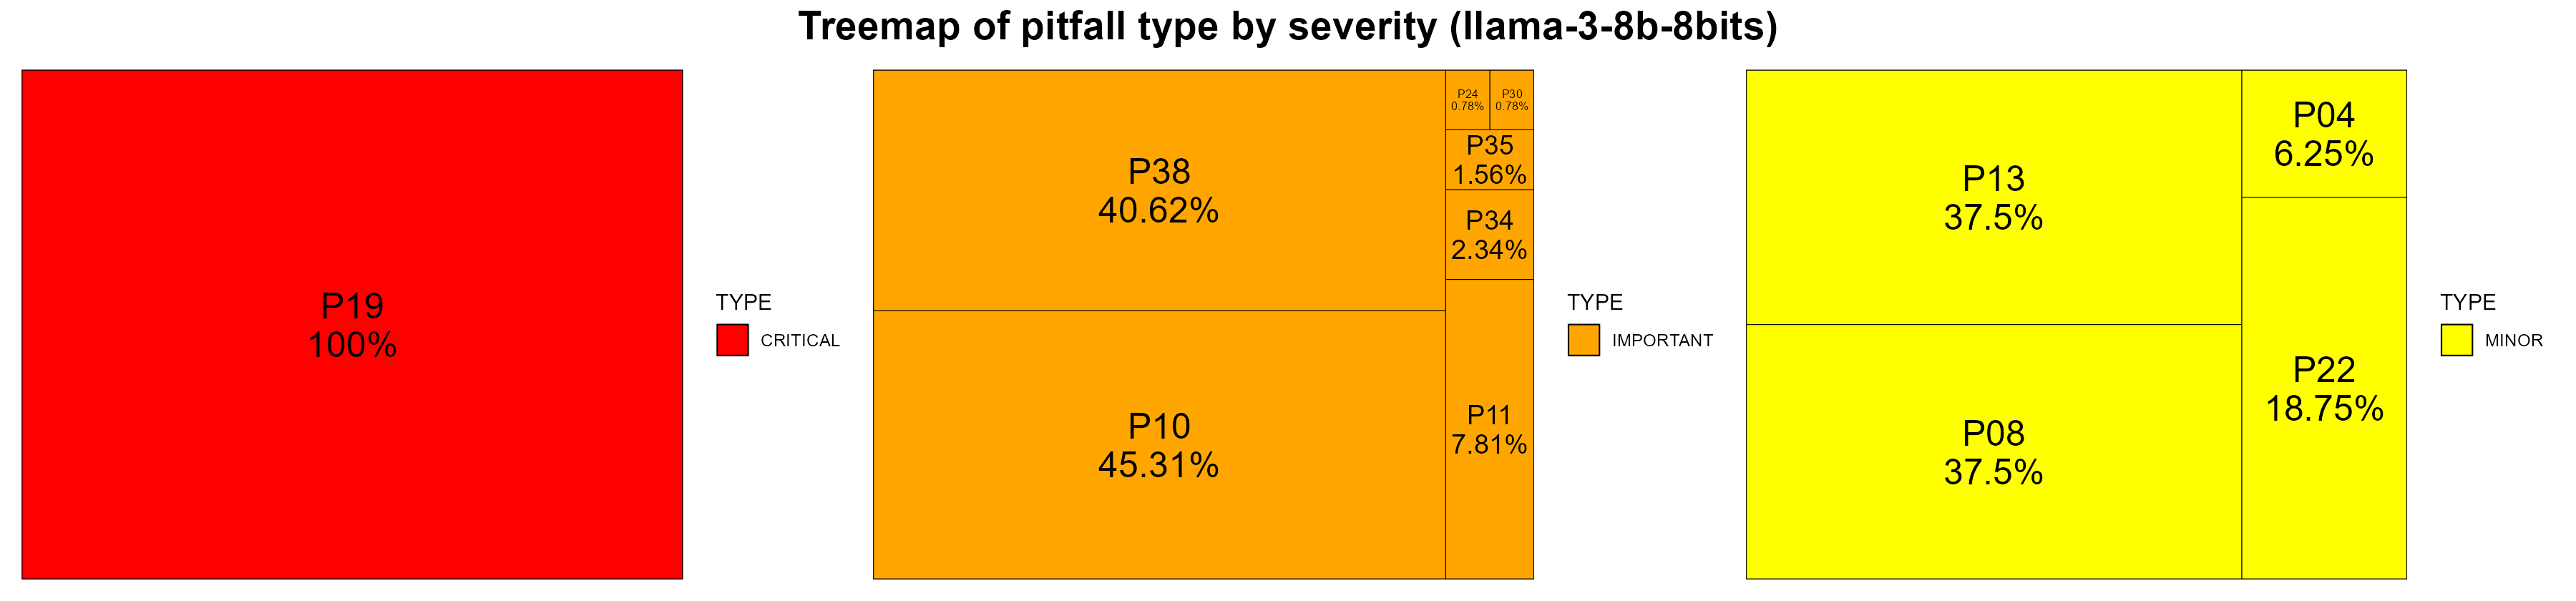 Treemap of pitfall type by severity (llama-3-8b-8bits)
P19
100%
TYPE
CRITICAL
P38
40.62%
P10
45.31%
P24
0.78%
P30
0.78%
P35
1.56%
P34
2.34%
P11
7.81%
TYPE
IMPORTANT
P13
37.5%
P08
37.5%
P04
6.25%
P22
18.75%
TYPE
MINOR